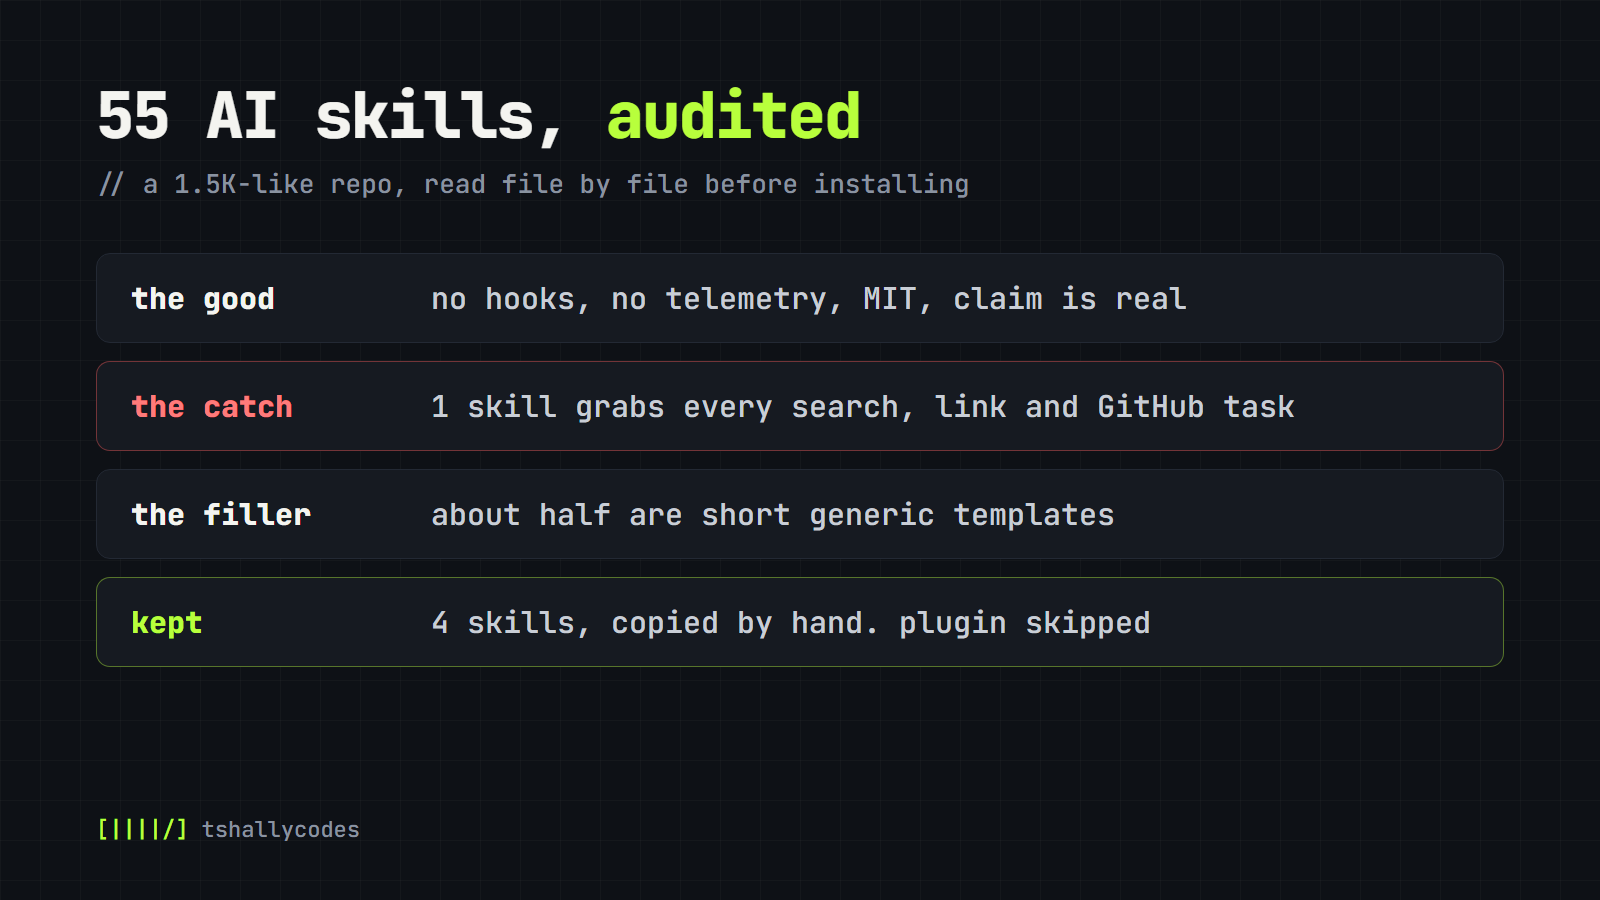 55 AI skills, audited
// a 1.5K-like repo, read file by file before installing
the good no hooks, no telemetry, MIT, claim is real
the catch 1 skill grabs every search, link and GitHub task
the filler about half are short generic templates
kept 4 skills, copied by hand. plugin skipped
[||||/] tshallycodes